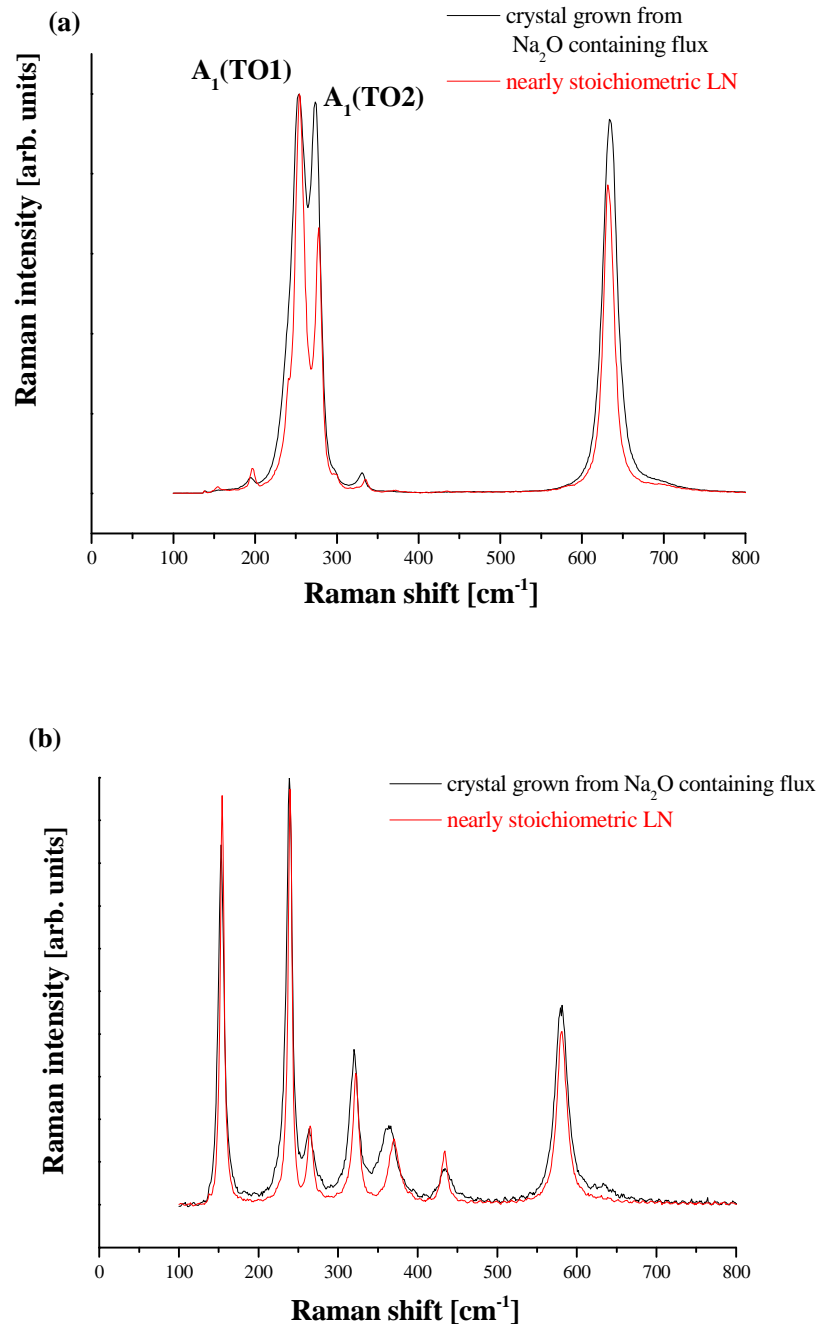 (a)
crystal grown from
Na₂O containing flux
nearly stoichiometric LN
A₁(TO1)
A₁(TO2)
Raman intensity [arb. units]
0 100 200 300 400 500 600 700 800
Raman shift [cm⁻¹]
(b)
crystal grown from Na₂O containing flux
nearly stoichiometric LN
Raman intensity [arb. units]
0 100 200 300 400 500 600 700 800
Raman shift [cm⁻¹]